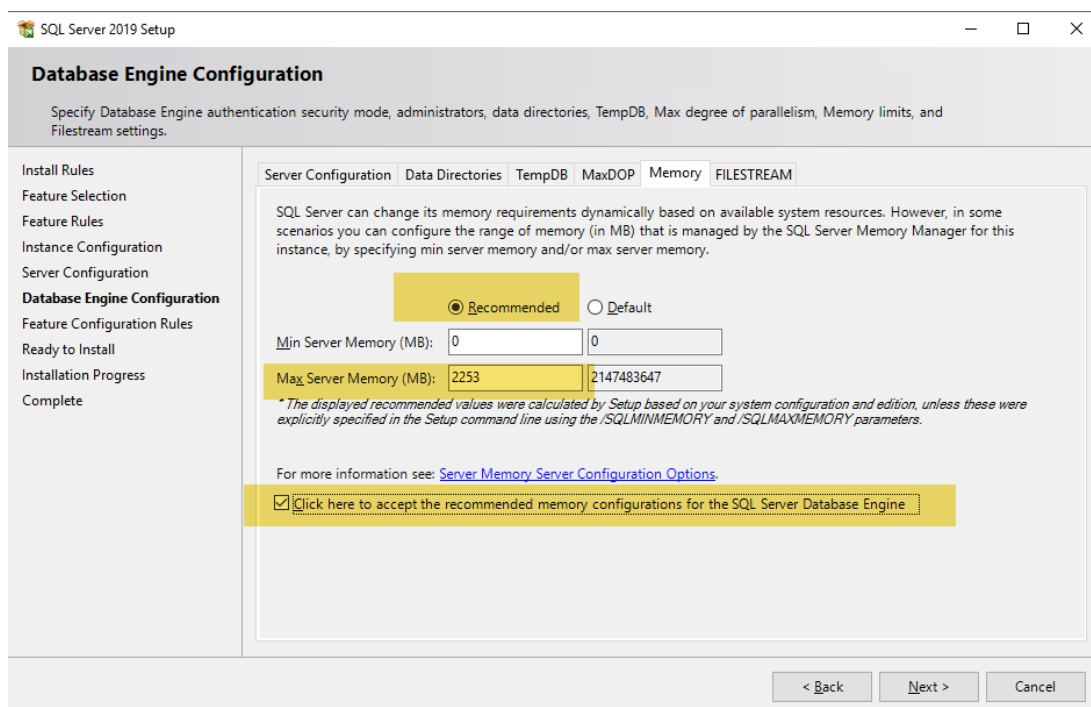 SQL Server 2019 Setup
Database Engine Configuration
Specify Database Engine authentication security mode, administrators, data directories, TempDB, Max degree of parallelism, Memory limits, and
Filestream settings.
Install Rules
Feature Selection
Feature Rules
Instance Configuration
Server Configuration
Database Engine Configuration
Feature Configuration Rules
Ready to Install
Installation Progress
Complete
Server Configuration Data Directories TempDB MaxDOP Memory FILESTREAM
SQL Server can change its memory requirements dynamically based on available system resources. However, in some
scenarios you can configure the range of memory (in MB) that is managed by the SQL Server Memory Manager for this
instance, by specifying min server memory and/or max server memory.
Recommended Default
Min Server Memory (MB): 0 0
Max Server Memory (MB): 2253 2147483647
* The displayed recommended values were calculated by Setup based on your system configuration and edition, unless these were
explicitly specified in the Setup command line using the /SQLMINMEMORY and /SQLMAXMEMORY parameters.
For more information see: Server Memory Server Configuration Options.
Click here to accept the recommended memory configurations for the SQL Server Database Engine
< Back Next > Cancel